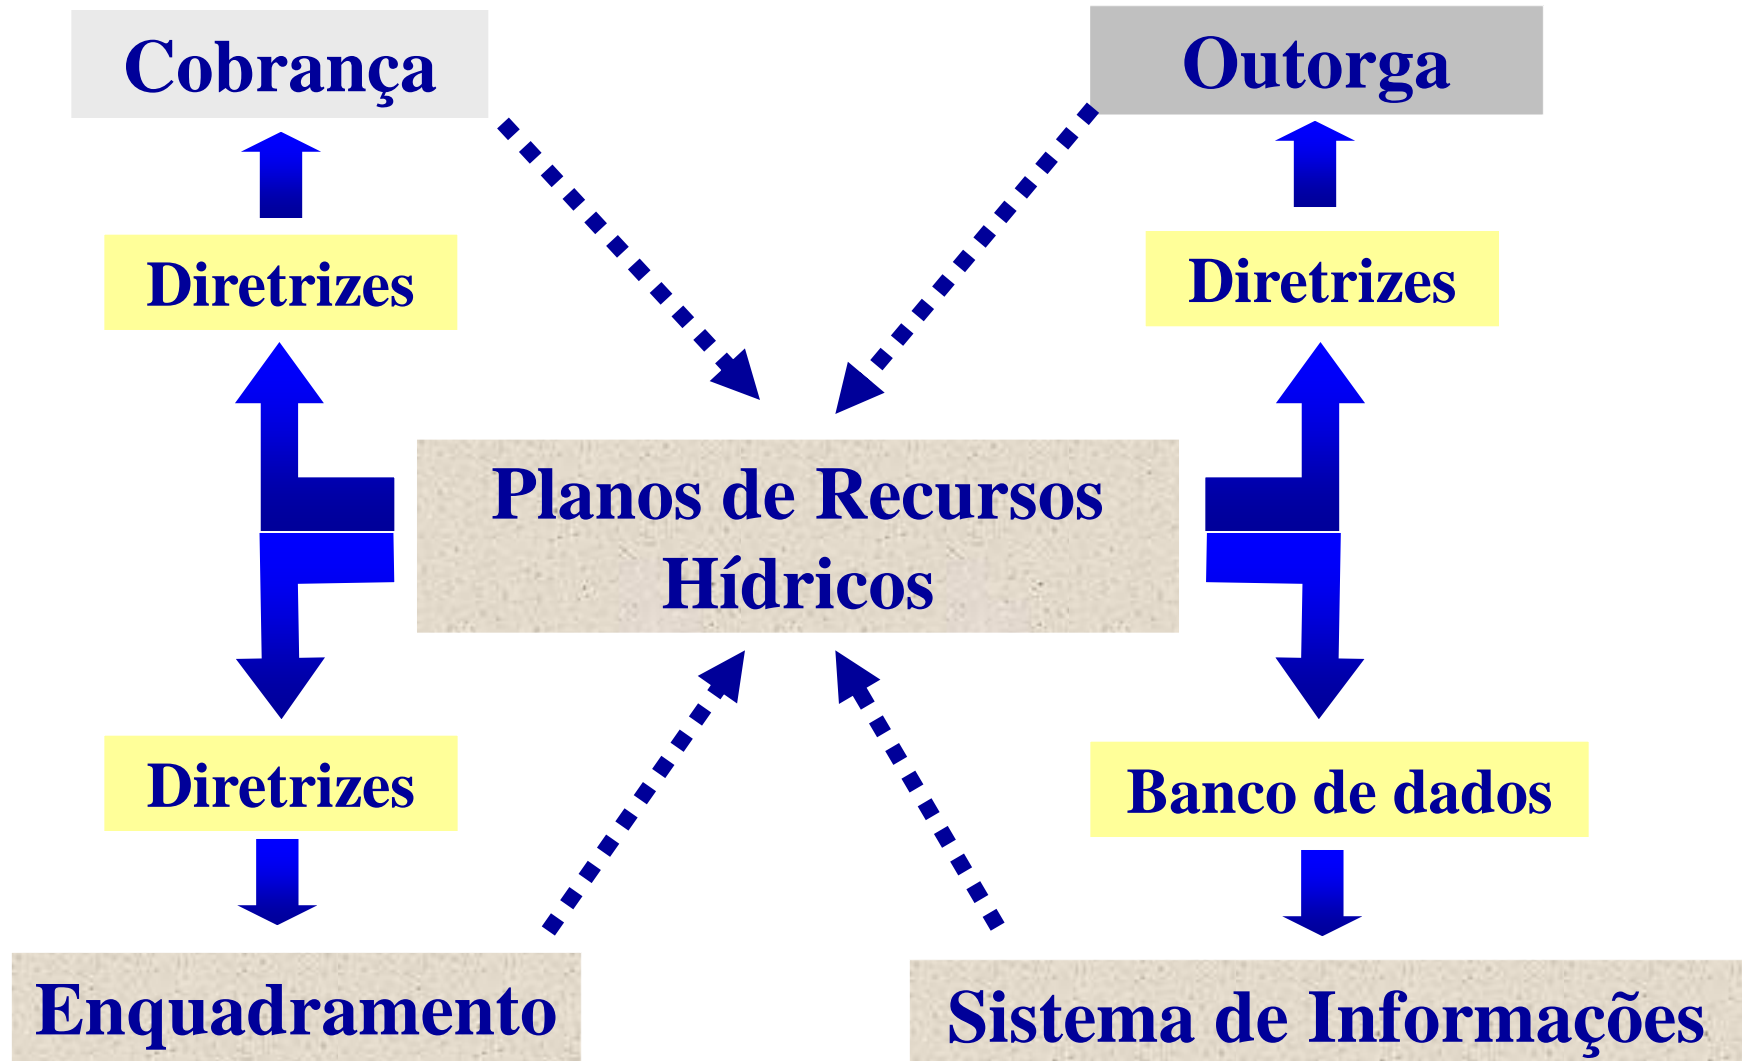 Cobrança
Outorga
Diretrizes
Diretrizes
Planos de Recursos
Hídricos
Diretrizes
Banco de dados
Enquadramento
Sistema de Informações